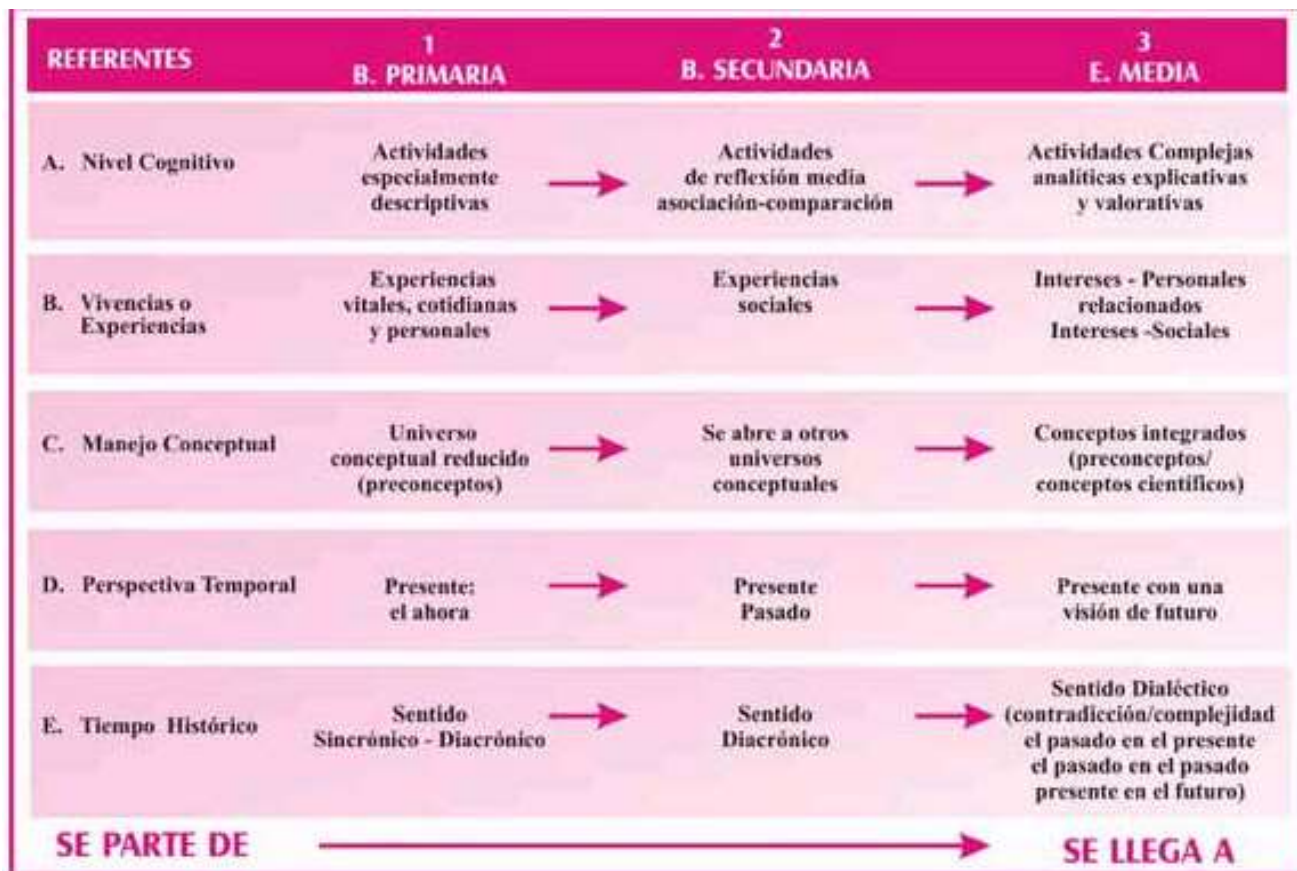 REFERENTES
1
B. PRIMARIA
2
B. SECUNDARIA
3
E. MEDIA
A. Nivel Cognitivo
Actividades
especialmente
descriptivas
Actividades
de reflexión media
asociación-comparación
Actividades Complejas
analíticas explicativas
y valorativas
B. Vivencias o
Experiencias
Experiencias
vitales, cotidianas
y personales
Experiencias
sociales
Intereses - Personales
relacionados
Intereses -Sociales
C. Manejo Conceptual
Universo
conceptual reducido
(preconceptos)
Se abre a otros
universos
conceptuales
Conceptos integrados
(preconceptos/
conceptos científicos)
D. Perspectiva Temporal
Presente:
el ahora
Presente
Pasado
Presente con una
visión de futuro
E. Tiempo Histórico
Sentido
Sincrónico - Diacrónico
Sentido
Diacrónico
Sentido Dialéctico
(contradicción/complejidad
el pasado en el presente
el pasado en el pasado
presente en el futuro)
SE PARTE DE
SE LLEGA A